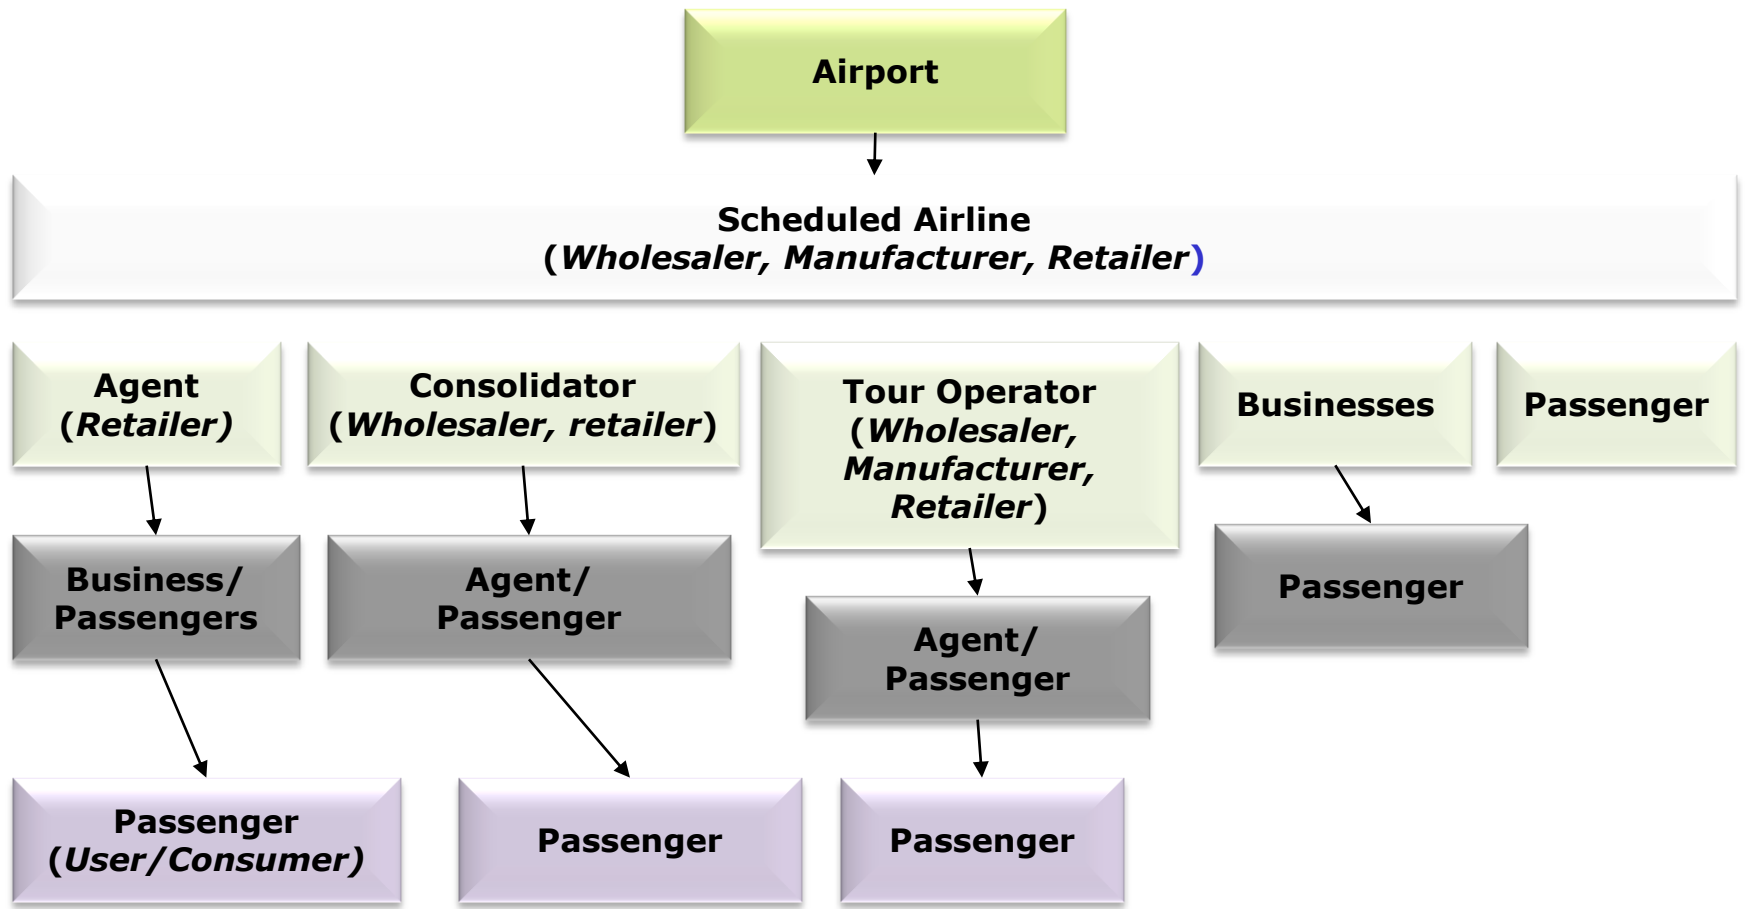 Airport
Scheduled Airline
(Wholesaler, Manufacturer, Retailer)
Agent
(Retailer)
Consolidator
(Wholesaler, retailer)
Tour Operator
(Wholesaler,
Manufacturer,
Retailer)
Businesses
Passenger
Business/
Passengers
Agent/
Passenger
Agent/
Passenger
Passenger
Passenger
(User/Consumer)
Passenger
Passenger